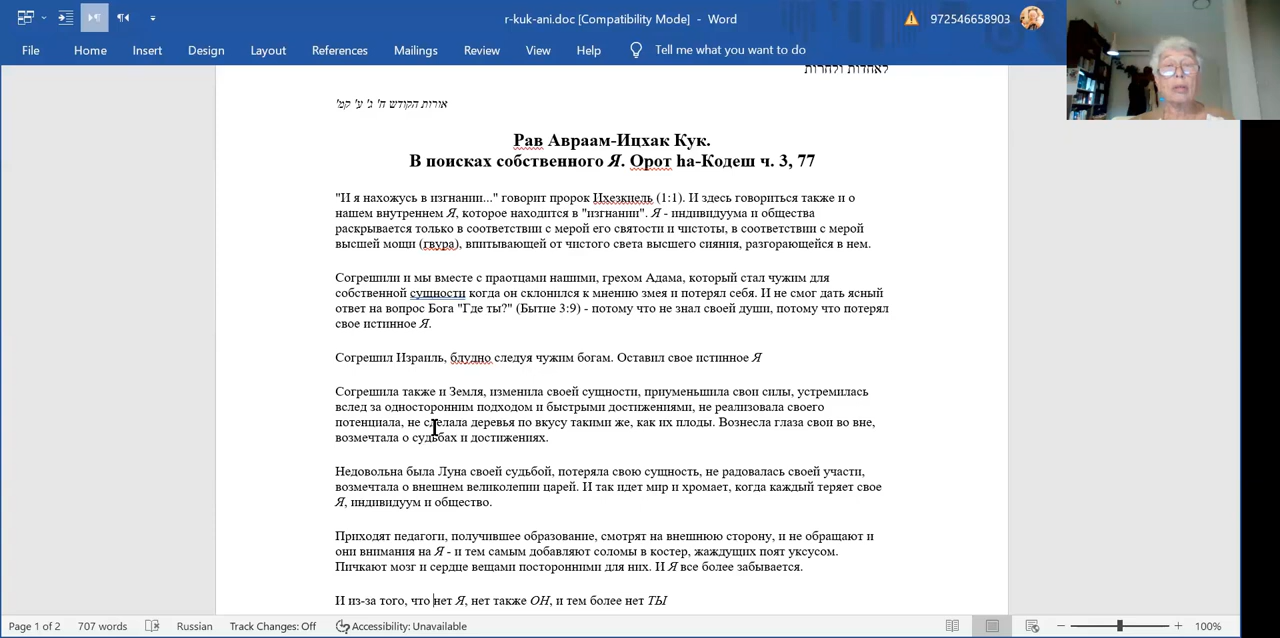 r-kuk-ani.doc [Compatibility Mode] - Word
972546658903
File Home Insert Design Layout References Mailings Review View Help Tell me what you want to do
לאחדות ולחרות
אורות הקודש ח' ג' ע' קמ'
Рав Авраам-Ицхак Кук.
В поисках собственного Я. Орот hа-Кодеш ч. 3, 77
"И я нахожусь в изгнании..." говорит пророк Ихезкиель (1:1). И здесь говориться также и о
нашем внутреннем Я, которое находится в "изгнании". Я - индивидуума и общества
раскрывается только в соответствии с мерой его святости и чистоты, в соответствии с мерой
высшей мощи (гвура), впитывающей от чистого света высшего сияния, разгорающейся в нем.
Согрешили и мы вместе с праотцами нашими, грехом Адама, который стал чужим для
собственной сущности когда он склонился к мнению змея и потерял себя. И не смог дать ясный
ответ на вопрос Бога "Где ты?" (Бытие 3:9) - потому что не знал своей души, потому что потерял
свое истинное Я.
Согрешил Израиль, блудно следуя чужим богам. Оставил свое истинное Я
Согрешила также и Земля, изменила своей сущности, приуменьшила свои силы, устремилась
вслед за односторонним подходом и быстрыми достижениями, не реализовала своего
потенциала, не сделала деревья по вкусу такими же, как их плоды. Вознесла глаза свои во вне,
возмечтала о судьбах и достижениях.
Недовольна была Луна своей судьбой, потеряла свою сущность, не радовалась своей участи,
возмечтала о внешнем великолепии царей. И так идет мир и хромает, когда каждый теряет свое
Я, индивидуум и общество.
Приходят педагоги, получившее образование, смотрят на внешнюю сторону, и не обращают и
они внимания на Я - и тем самым добавляют соломы в костер, жаждущих поят уксусом.
Пичкают мозг и сердце вещами посторонними для них. И Я все более забывается.
И из-за того, что нет Я, нет также ОН, и тем более нет ТЫ
Page 1 of 2 707 words Russian Track Changes: Off Accessibility: Unavailable 100%